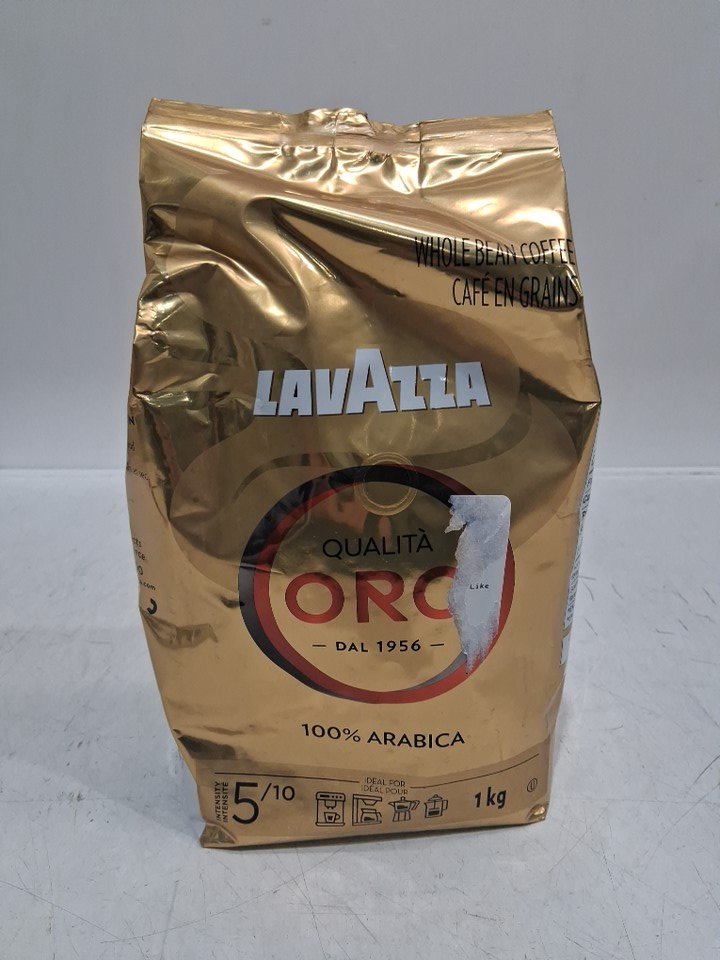 WHOLE BEAN COFFEE
CAFÉ EN GRAINS
LAVAZZA
QUALITÀ
ORO
Like
— DAL 1956 —
100% ARABICA
INTENSITY
INTENSITÉ
5/10
IDEAL FOR
IDÉAL POUR
1 kg